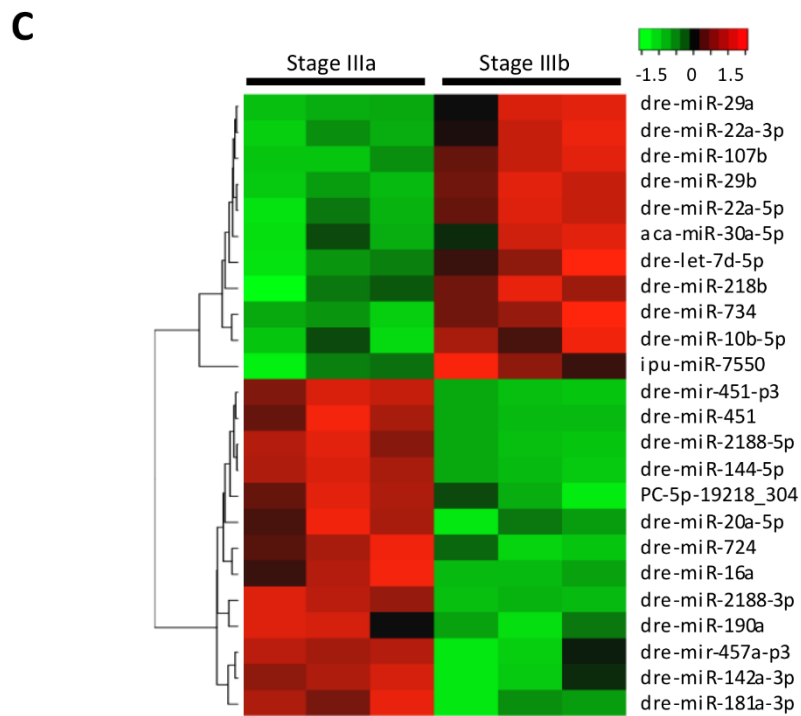 C
Stage IIIa Stage IIIb
-1.5 0 1.5
dre-miR-29a
dre-miR-22a-3p
dre-miR-107b
dre-miR-29b
dre-miR-22a-5p
aca-miR-30a-5p
dre-let-7d-5p
dre-miR-218b
dre-miR-734
dre-miR-10b-5p
ipu-miR-7550
dre-mir-451-p3
dre-miR-451
dre-miR-2188-5p
dre-miR-144-5p
PC-5p-19218_304
dre-miR-20a-5p
dre-miR-724
dre-miR-16a
dre-miR-2188-3p
dre-miR-190a
dre-mir-457a-p3
dre-miR-142a-3p
dre-miR-181a-3p